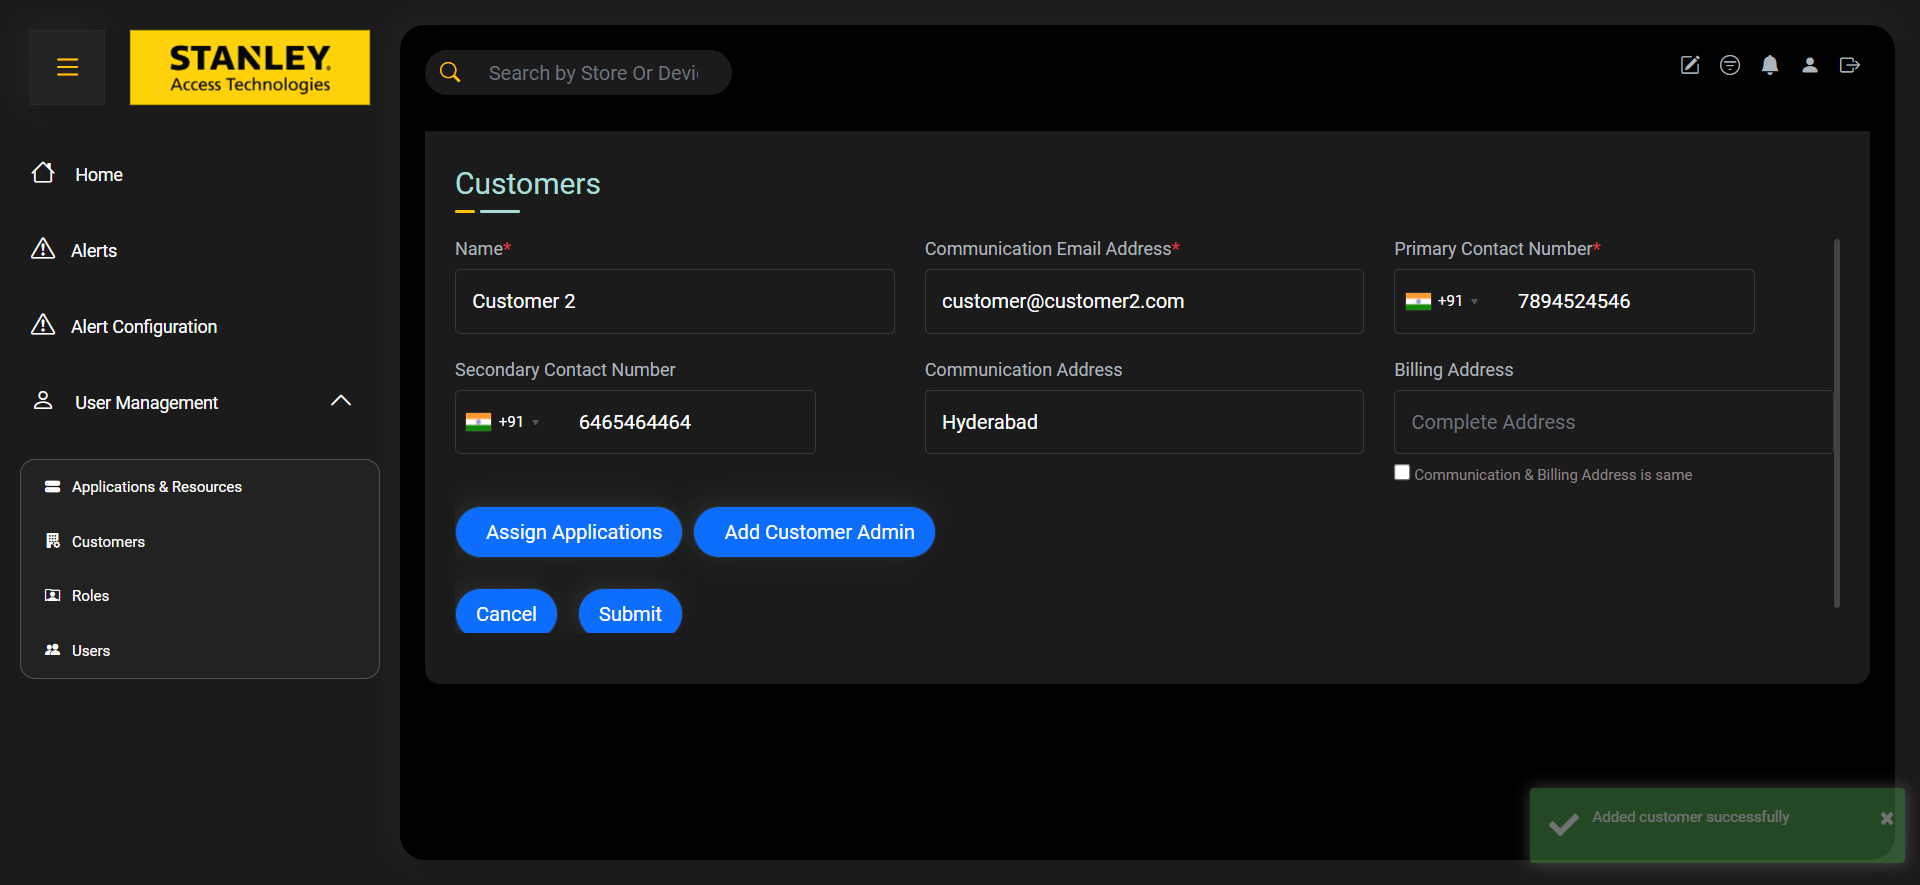 STANLEY.
Access Technologies
Search by Store Or Devi
Home
Alerts
Alert Configuration
User Management
Applications & Resources
Customers
Roles
Users
Customers
Name*
Communication Email Address*
Primary Contact Number*
Customer 2
customer@customer2.com
+91
7894524546
Secondary Contact Number
Communication Address
Billing Address
+91
6465464464
Hyderabad
Complete Address
Communication & Billing Address is same
Assign Applications
Add Customer Admin
Cancel
Submit
Added customer successfully